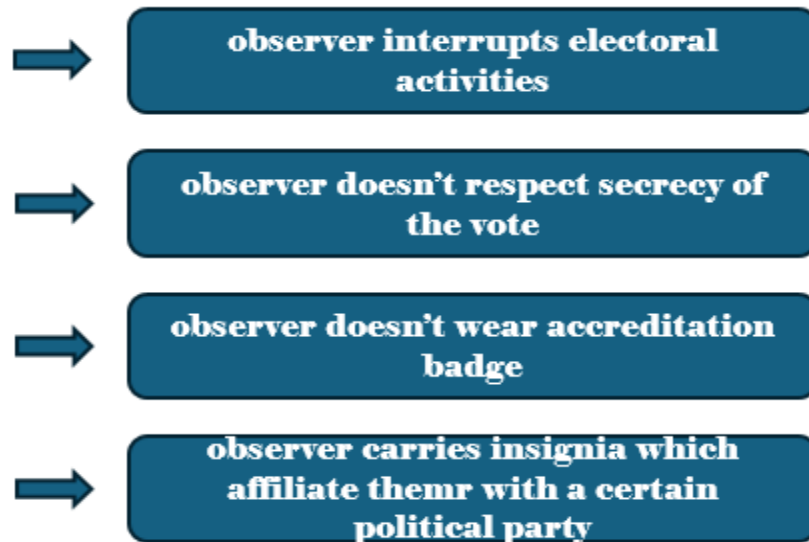 observer interrupts electoral
activities
observer doesn't respect secrecy of
the vote
observer doesn't wear accreditation
badge
observer carries insignia which
affiliate themr with a certain
political party